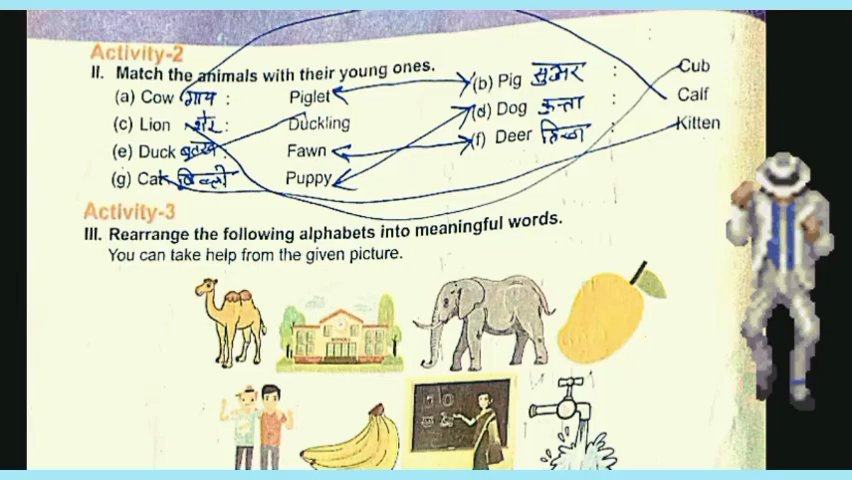 Activity-2
II. Match the animals with their young ones.
(a) Cow गाय : Piglet (b) Pig सुअर : Cub
(c) Lion शेर : Duckling (d) Dog कुत्ता : Calf
(e) Duck बतख : Fawn (f) Deer : Kitten
(g) Cat बिल्ली Puppy
Activity-3
III. Rearrange the following alphabets into meaningful words.
You can take help from the given picture.